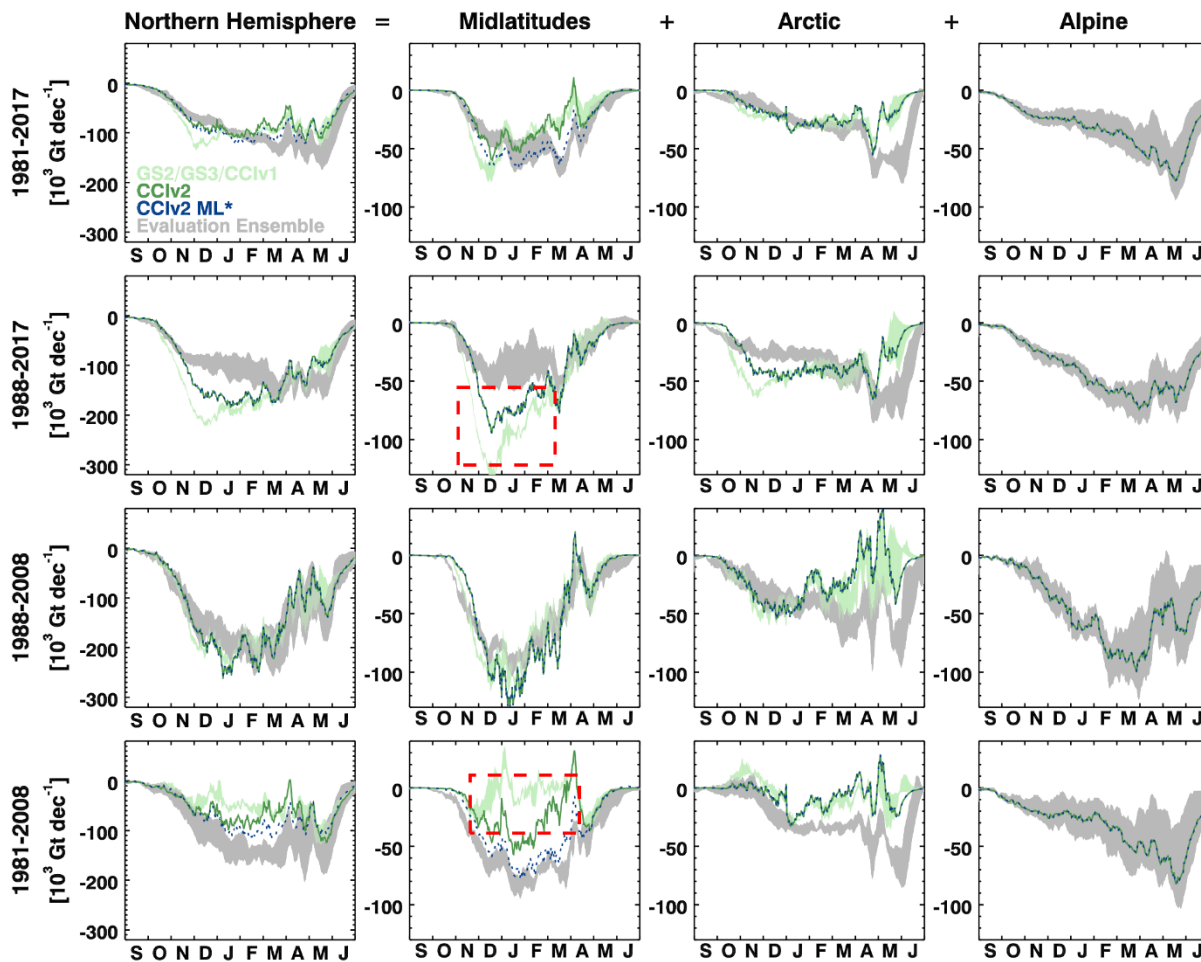 Northern Hemisphere = Midlatitudes + Arctic + Alpine
1981-2017
[10³ Gt dec⁻¹]
0
-100
-200
-300
GS2/GS3/CCIv1
CCIv2
CCIv2 ML*
Evaluation Ensemble
S O N D J F M A M J
0
-50
-100
S O N D J F M A M J
0
-50
-100
S O N D J F M A M J
0
-50
-100
S O N D J F M A M J
1988-2017
[10³ Gt dec⁻¹]
0
-100
-200
-300
S O N D J F M A M J
0
-50
-100
S O N D J F M A M J
0
-50
-100
S O N D J F M A M J
0
-50
-100
S O N D J F M A M J
1988-2008
[10³ Gt dec⁻¹]
0
-100
-200
-300
S O N D J F M A M J
0
-50
-100
S O N D J F M A M J
0
-50
-100
S O N D J F M A M J
0
-50
-100
S O N D J F M A M J
1981-2008
[10³ Gt dec⁻¹]
0
-100
-200
-300
S O N D J F M A M J
0
-50
-100
S O N D J F M A M J
0
-50
-100
S O N D J F M A M J
0
-50
-100
S O N D J F M A M J